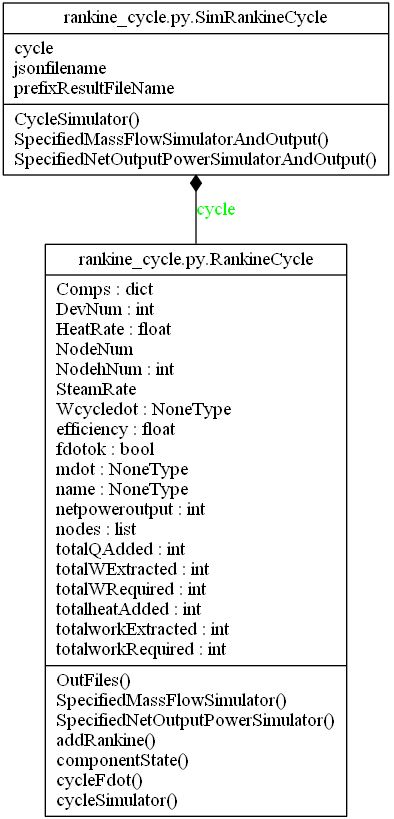 rankine_cycle.py.SimRankineCycle
cycle
jsonfilename
prefixResultFileName
CycleSimulator()
SpecifiedMassFlowSimulatorAndOutput()
SpecifiedNetOutputPowerSimulatorAndOutput()
cycle
rankine_cycle.py.RankineCycle
Comps : dict
DevNum : int
HeatRate : float
NodeNum
NodehNum : int
SteamRate
Wcycledot : NoneType
efficiency : float
fdotok : bool
mdot : NoneType
name : NoneType
netpoweroutput : int
nodes : list
totalQAdded : int
totalWExtracted : int
totalWRequired : int
totalheatAdded : int
totalworkExtracted : int
totalworkRequired : int
OutFiles()
SpecifiedMassFlowSimulator()
SpecifiedNetOutputPowerSimulator()
addRankine()
componentState()
cycleFdot()
cycleSimulator()